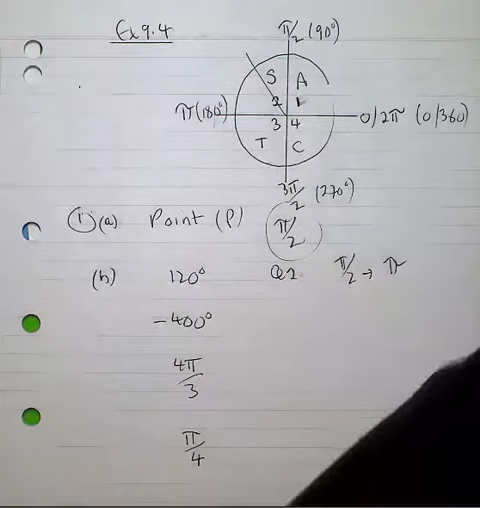 Ex 9.4
π/2 (90°)
S A
2 1
π(180°) 0/2π (0/360)
3 4
T C
3π/2 (270°)
① (a) Point (P) π/2
(b) 120° Q2. π/2 → π
-400°
4π/3
π/4